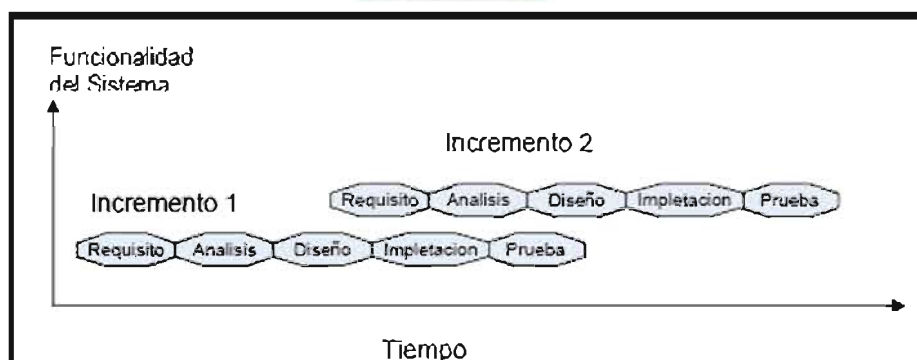 Funcionalidad
del Sistema
Incremento 2
Requisito Analisis Diseño Impletacion Prueba
Incremento 1
Requisito Analisis Diseño Impletacion Prueba
Tiempo